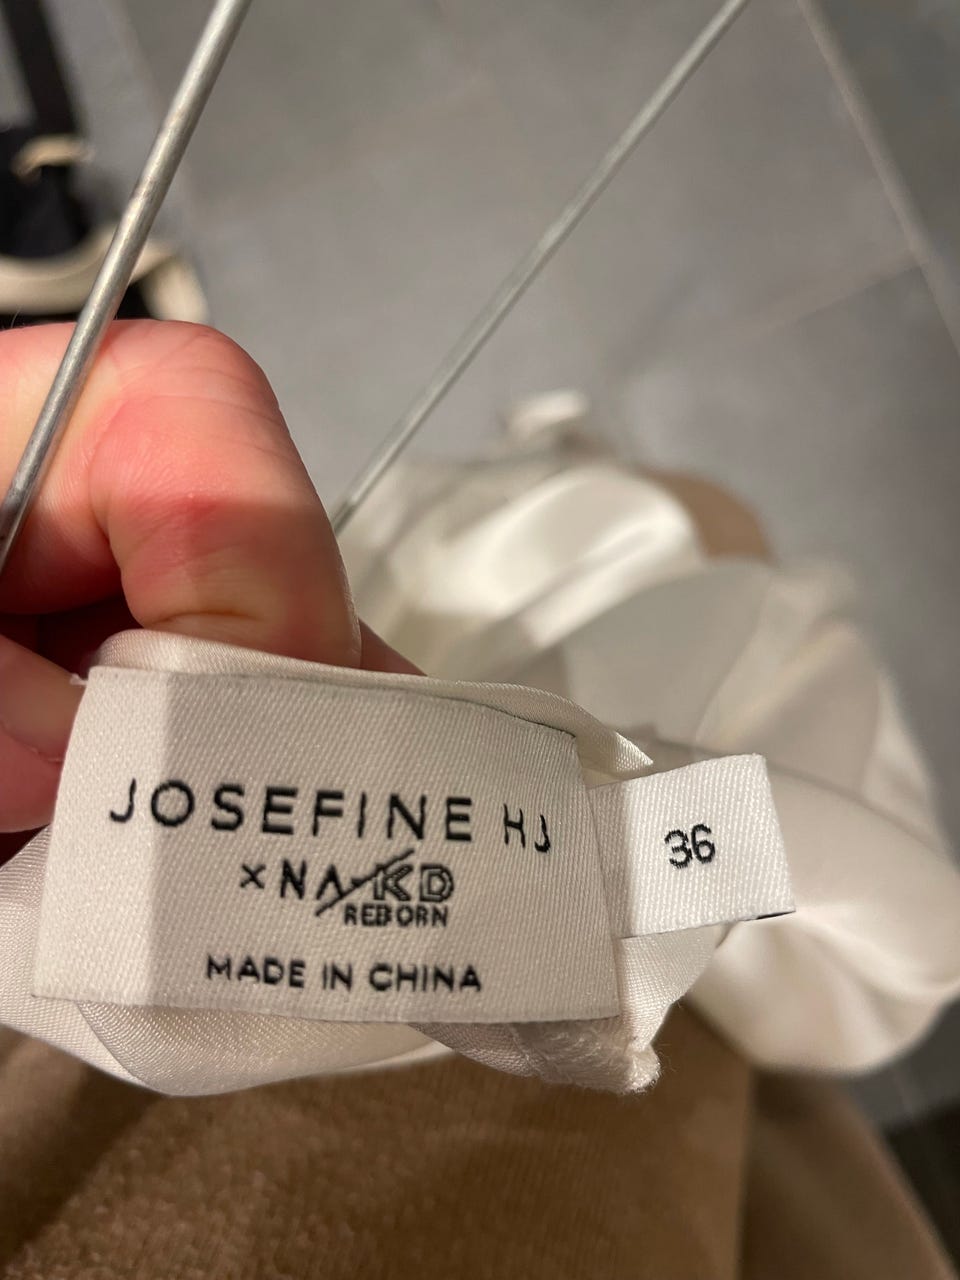 JOSEFINE HJ
× NA-KD
REBORN
MADE IN CHINA
36